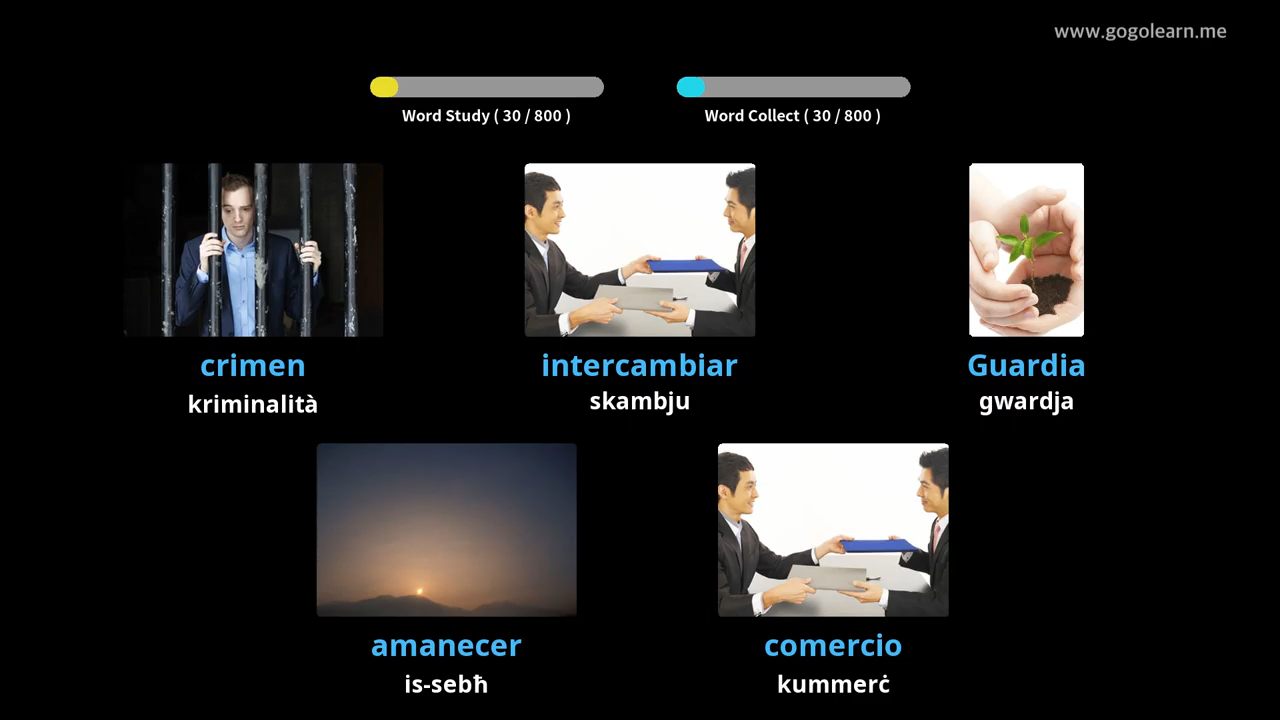 www.gogolearn.me
Word Study ( 30 / 800 )
Word Collect ( 30 / 800 )
crimen
kriminalità
intercambiar
skambju
Guardia
gwardja
amanecer
is-sebħ
comercio
kummerċ